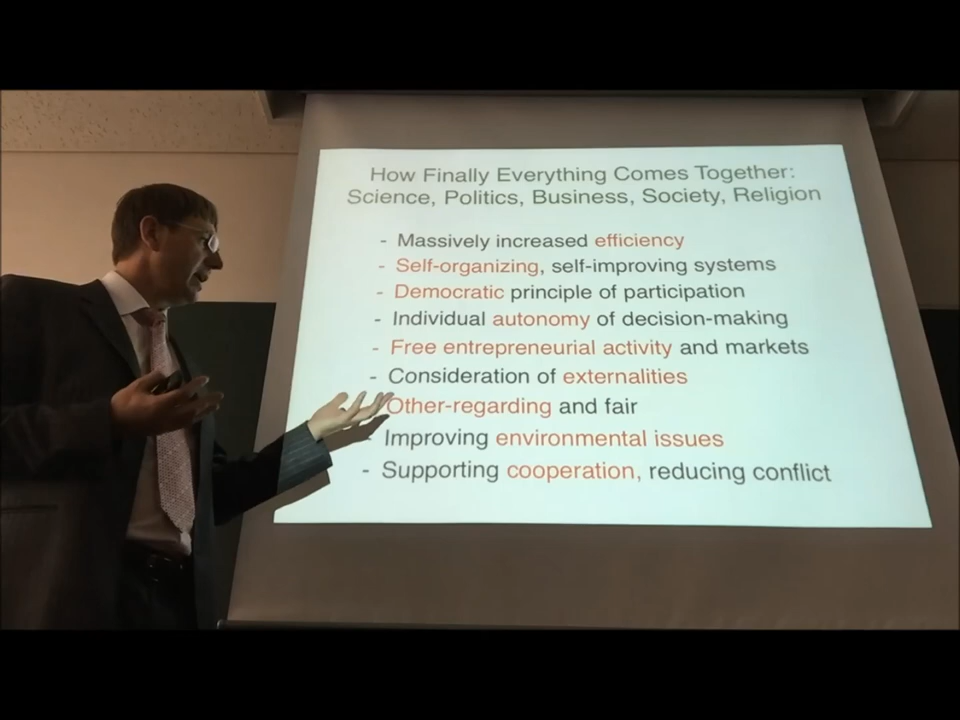 How Finally Everything Comes Together:
Science, Politics, Business, Society, Religion
- Massively increased efficiency
- Self-organizing, self-improving systems
- Democratic principle of participation
- Individual autonomy of decision-making
- Free entrepreneurial activity and markets
- Consideration of externalities
Other-regarding and fair
- Improving environmental issues
- Supporting cooperation, reducing conflict